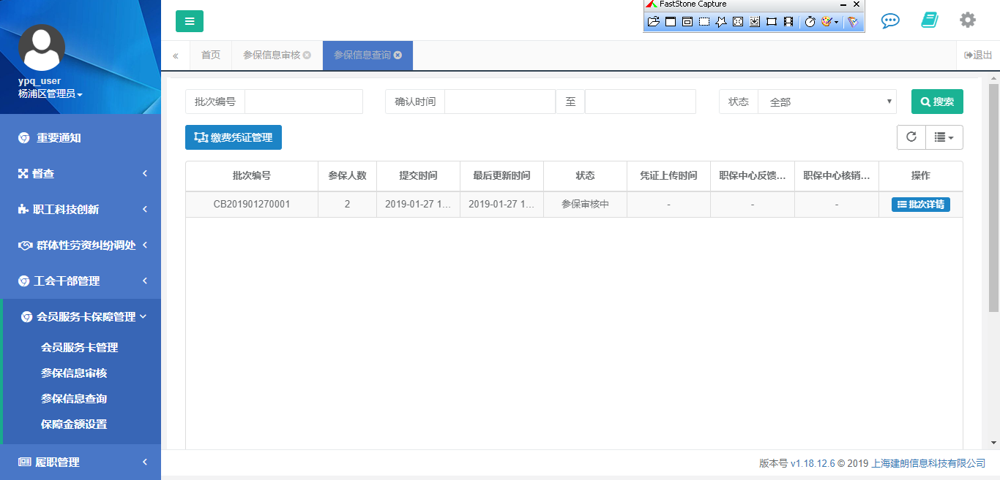 FastStone Capture
ypq_user
杨浦区管理员
重要通知
督查
职工科技创新
群体性劳资纠纷调处
工会干部管理
会员服务卡保障管理
会员服务卡管理
参保信息审核
参保信息查询
保障金额设置
履职管理
« 首页 参保信息审核 参保信息查询 退出
批次编号 确认时间 至 状态 全部 搜索
缴费凭证管理
批次编号 参保人数 提交时间 最后更新时间 状态 凭证上传时间 职保中心反馈... 职保中心核销... 操作
CB201901270001 2 2019-01-27 1... 2019-01-27 1... 参保审核中 - - - 批次详情
版本号 v1.18.12.6 © 2019 上海建朗信息科技有限公司